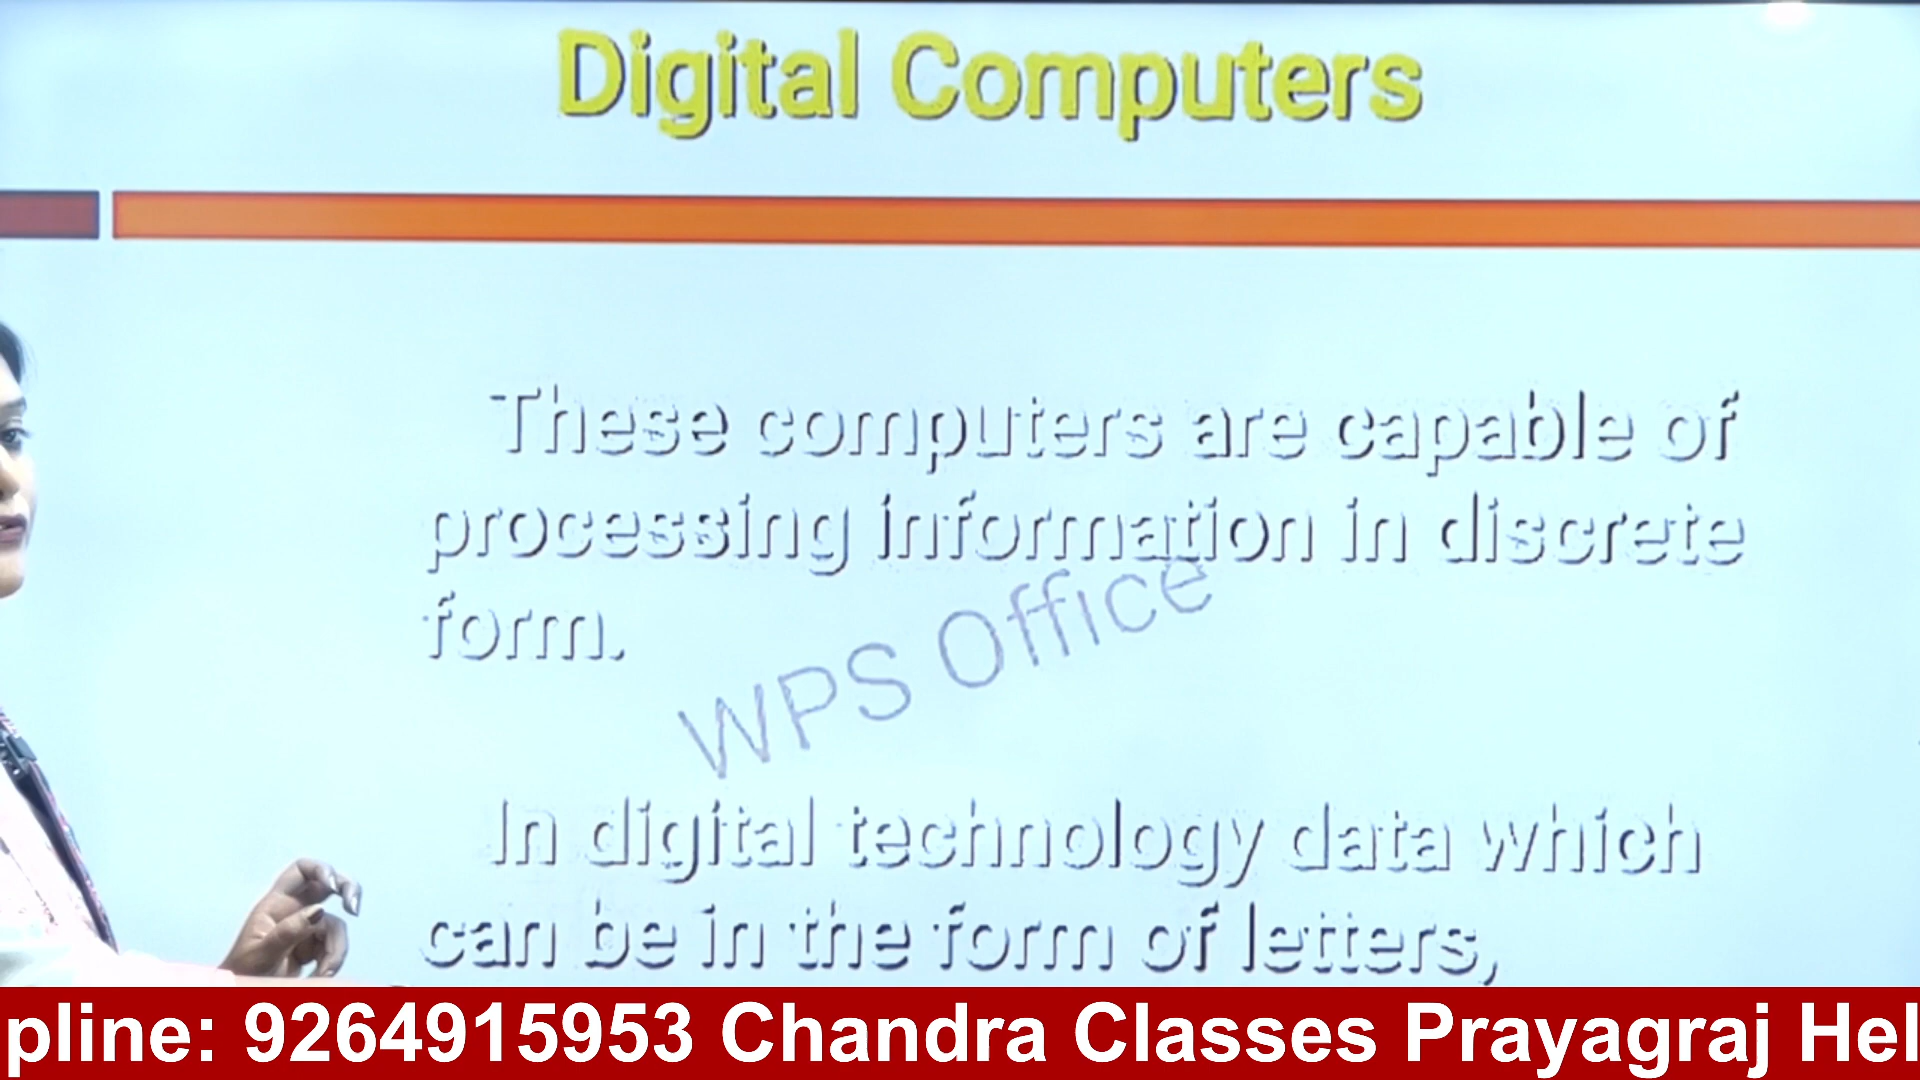 Digital Computers
These computers are capable of
processing information in discrete
form.
WPS Office
In digital technology data which
can be in the form of letters,
pline: 9264915953 Chandra Classes Prayagraj Hel